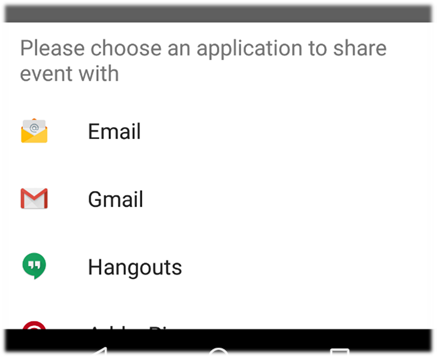 Please choose an application to share
event with
Email
Gmail
Hangouts